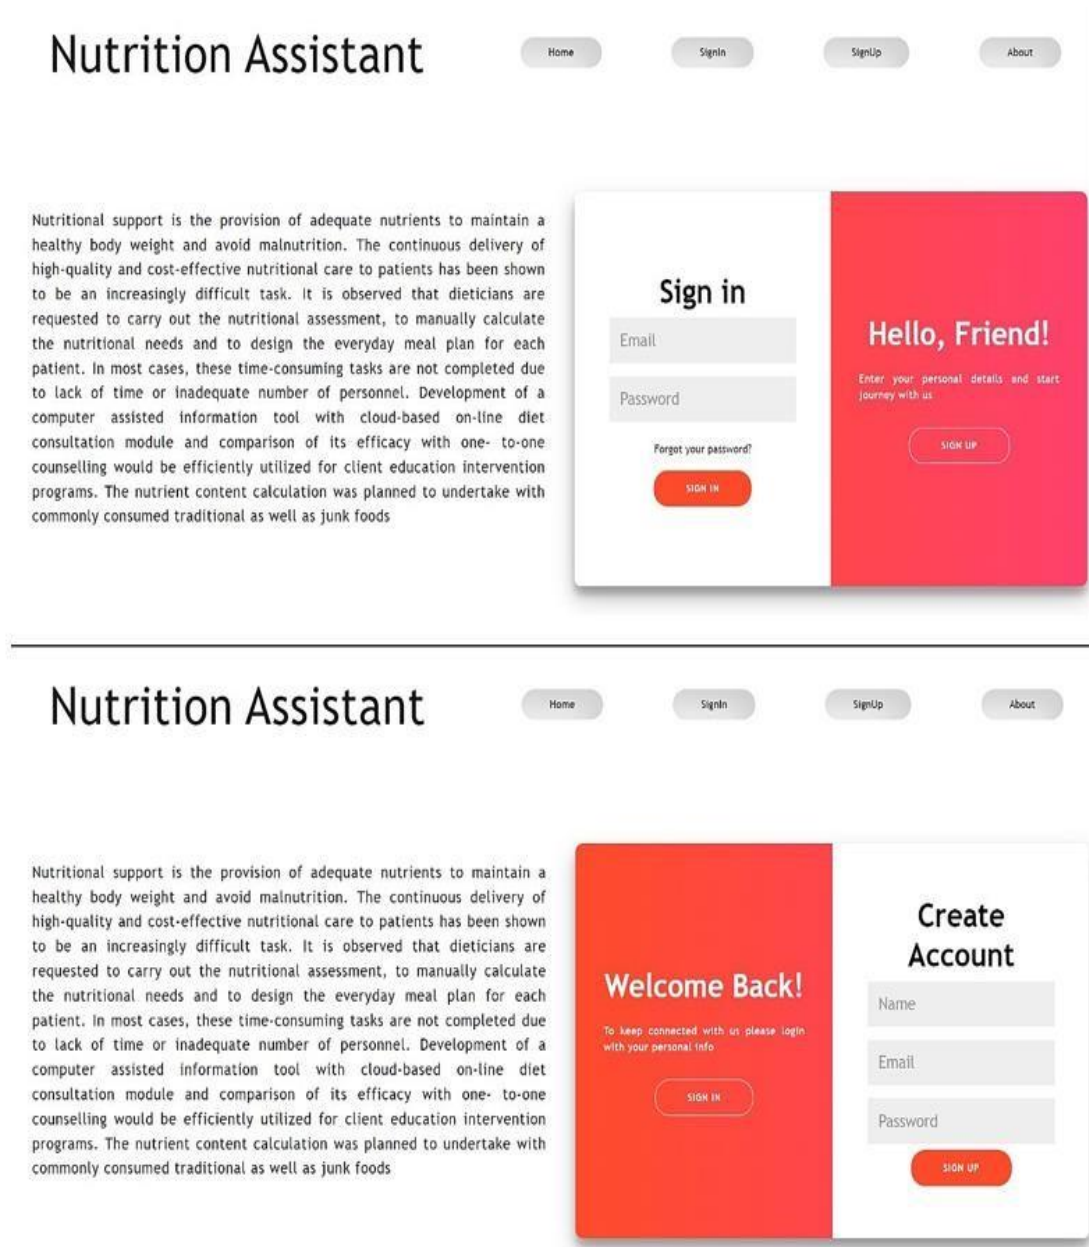 Nutrition Assistant
Home
SignIn
SignUp
About
Nutritional support is the provision of adequate nutrients to maintain a
healthy body weight and avoid malnutrition. The continuous delivery of
high-quality and cost-effective nutritional care to patients has been shown
to be an increasingly difficult task. It is observed that dieticians are
requested to carry out the nutritional assessment, to manually calculate
the nutritional needs and to design the everyday meal plan for each
patient. In most cases, these time-consuming tasks are not completed due
to lack of time or inadequate number of personnel. Development of a
computer assisted information tool with cloud-based on-line diet
consultation module and comparison of its efficacy with one- to-one
counselling would be efficiently utilized for client education intervention
programs. The nutrient content calculation was planned to undertake with
commonly consumed traditional as well as junk foods
Sign in
Email
Password
Forgot your password?
SIGN IN
Hello, Friend!
Enter your personal details and start
journey with us
SIGN UP
Nutrition Assistant
Home
SignIn
SignUp
About
Nutritional support is the provision of adequate nutrients to maintain a
healthy body weight and avoid malnutrition. The continuous delivery of
high-quality and cost-effective nutritional care to patients has been shown
to be an increasingly difficult task. It is observed that dieticians are
requested to carry out the nutritional assessment, to manually calculate
the nutritional needs and to design the everyday meal plan for each
patient. In most cases, these time-consuming tasks are not completed due
to lack of time or inadequate number of personnel. Development of a
computer assisted information tool with cloud-based on-line diet
consultation module and comparison of its efficacy with one- to-one
counselling would be efficiently utilized for client education intervention
programs. The nutrient content calculation was planned to undertake with
commonly consumed traditional as well as junk foods
Welcome Back!
To keep connected with us please login
with your personal info
SIGN IN
Create
Account
Name
Email
Password
SIGN UP